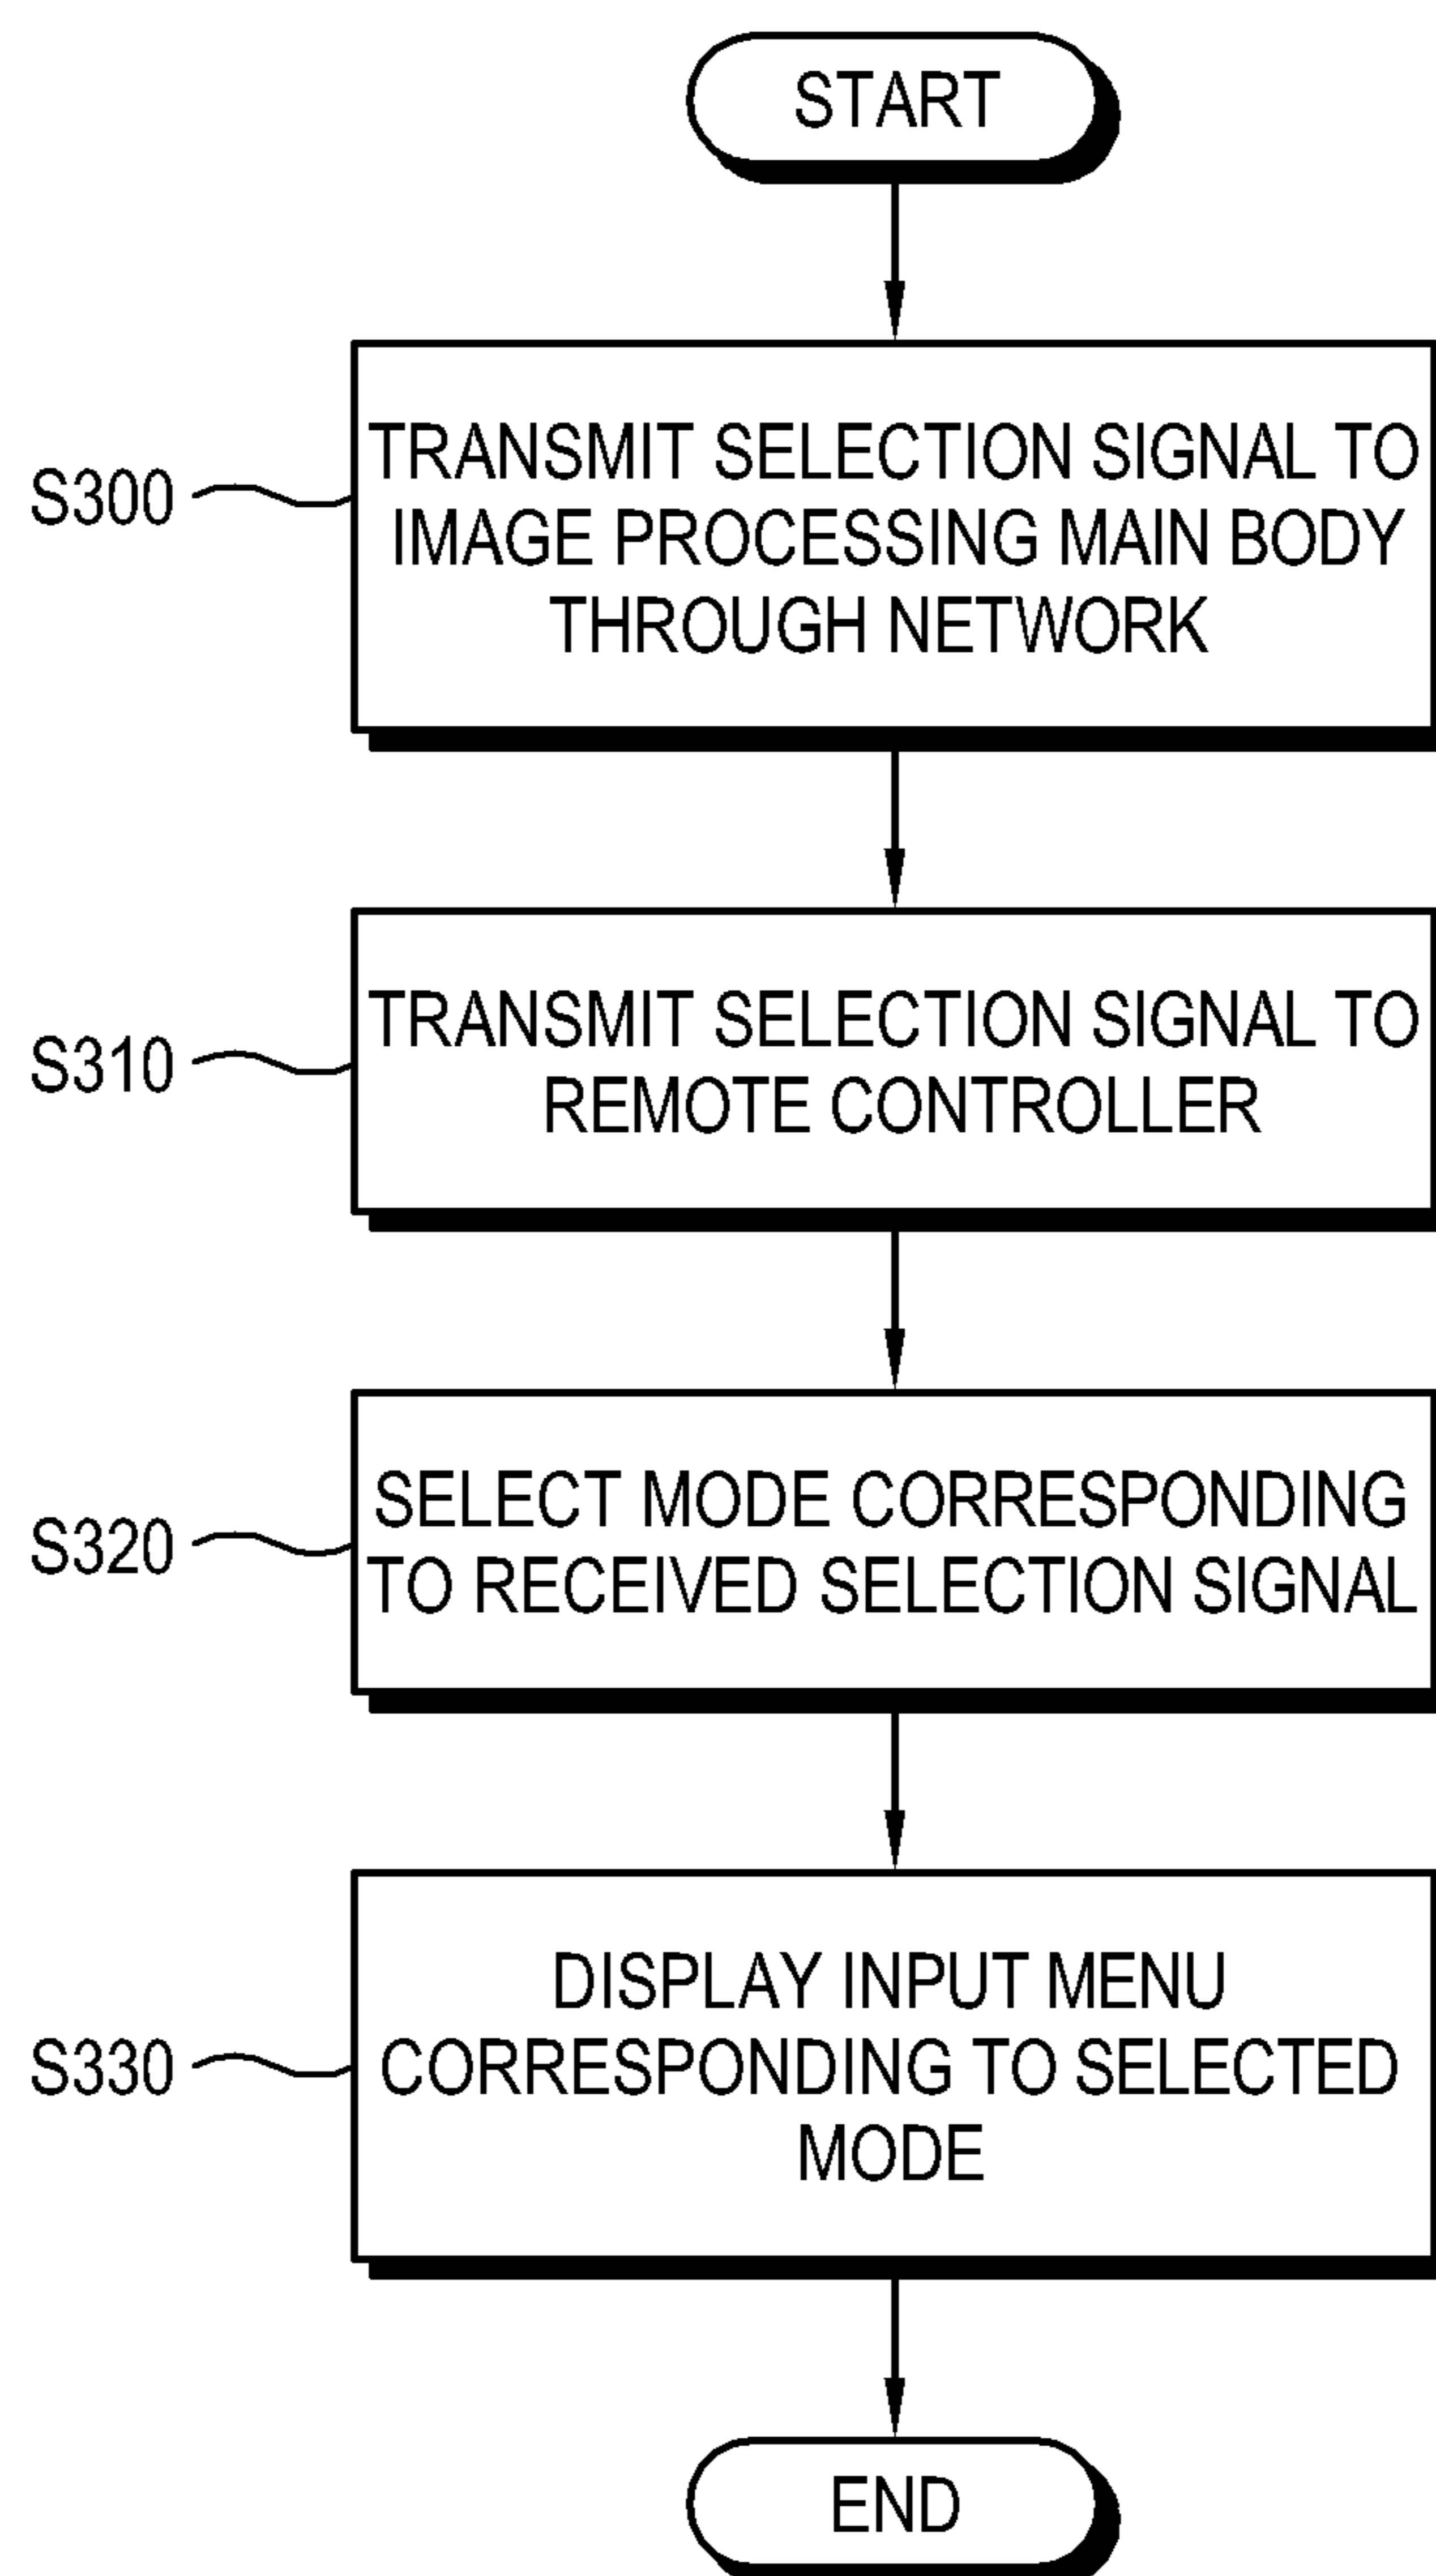 START
S300
TRANSMIT SELECTION SIGNAL TO
IMAGE PROCESSING MAIN BODY
THROUGH NETWORK
S310
TRANSMIT SELECTION SIGNAL TO
REMOTE CONTROLLER
S320
SELECT MODE CORRESPONDING
TO RECEIVED SELECTION SIGNAL
S330
DISPLAY INPUT MENU
CORRESPONDING TO SELECTED
MODE
END